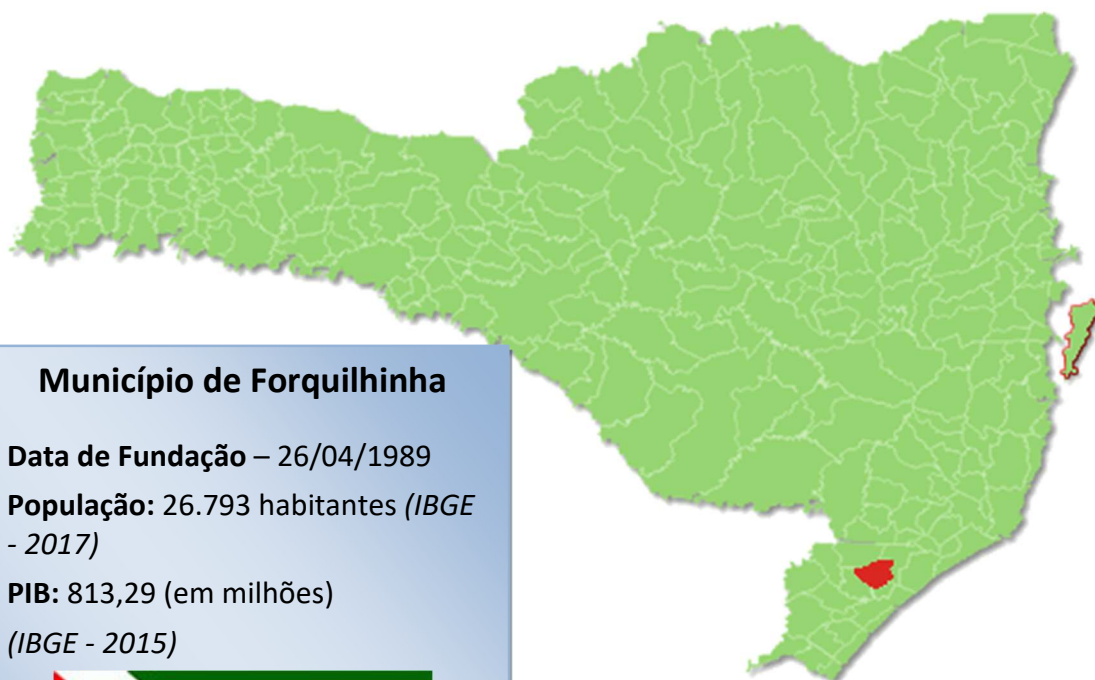 Município de Forquilhinha
Data de Fundação – 26/04/1989
População: 26.793 habitantes (IBGE
- 2017)
PIB: 813,29 (em milhões)
(IBGE - 2015)